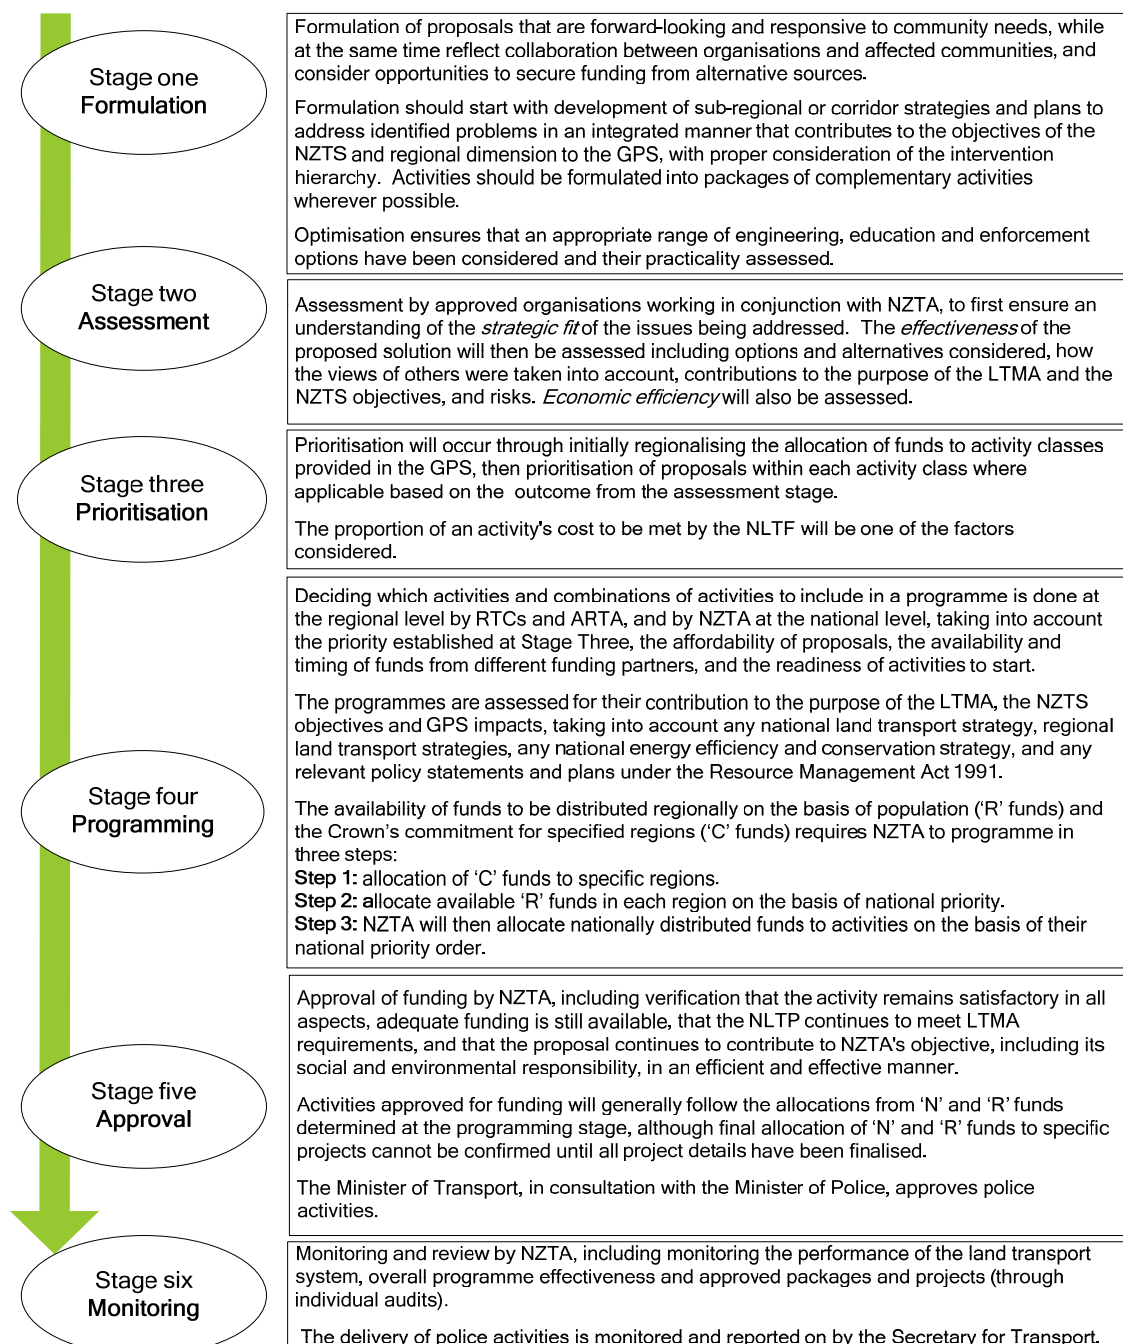 Stage one
Formulation
Formulation of proposals that are forward-looking and responsive to community needs, while
at the same time reflect collaboration between organisations and affected communities, and
consider opportunities to secure funding from alternative sources.
Formulation should start with development of sub-regional or corridor strategies and plans to
address identified problems in an integrated manner that contributes to the objectives of the
NZTS and regional dimension to the GPS, with proper consideration of the intervention
hierarchy. Activities should be formulated into packages of complementary activities
wherever possible.
Optimisation ensures that an appropriate range of engineering, education and enforcement
options have been considered and their practicality assessed.
Stage two
Assessment
Assessment by approved organisations working in conjunction with NZTA, to first ensure an
understanding of the strategic fit of the issues being addressed. The effectiveness of the
proposed solution will then be assessed including options and alternatives considered, how
the views of others were taken into account, contributions to the purpose of the LTMA and the
NZTS objectives, and risks. Economic efficiency will also be assessed.
Stage three
Prioritisation
Prioritisation will occur through initially regionalising the allocation of funds to activity classes
provided in the GPS, then prioritisation of proposals within each activity class where
applicable based on the outcome from the assessment stage.
The proportion of an activity's cost to be met by the NLTF will be one of the factors
considered.
Stage four
Programming
Deciding which activities and combinations of activities to include in a programme is done at
the regional level by RTCs and ARTA, and by NZTA at the national level, taking into account
the priority established at Stage Three, the affordability of proposals, the availability and
timing of funds from different funding partners, and the readiness of activities to start.
The programmes are assessed for their contribution to the purpose of the LTMA, the NZTS
objectives and GPS impacts, taking into account any national land transport strategy, regional
land transport strategies, any national energy efficiency and conservation strategy, and any
relevant policy statements and plans under the Resource Management Act 1991.
The availability of funds to be distributed regionally on the basis of population (‘R’ funds) and
the Crown’s commitment for specified regions (‘C’ funds) requires NZTA to programme in
three steps:
Step 1: allocation of ‘C’ funds to specific regions.
Step 2: allocate available ‘R’ funds in each region on the basis of national priority.
Step 3: NZTA will then allocate nationally distributed funds to activities on the basis of their
national priority order.
Stage five
Approval
Approval of funding by NZTA, including verification that the activity remains satisfactory in all
aspects, adequate funding is still available, that the NLTP continues to meet LTMA
requirements, and that the proposal continues to contribute to NZTA's objective, including its
social and environmental responsibility, in an efficient and effective manner.
Activities approved for funding will generally follow the allocations from ‘N’ and ‘R’ funds
determined at the programming stage, although final allocation of ‘N’ and ‘R’ funds to specific
projects cannot be confirmed until all project details have been finalised.
The Minister of Transport, in consultation with the Minister of Police, approves police
activities.
Stage six
Monitoring
Monitoring and review by NZTA, including monitoring the performance of the land transport
system, overall programme effectiveness and approved packages and projects (through
individual audits).
The delivery of police activities is monitored and reported on by the Secretary for Transport.